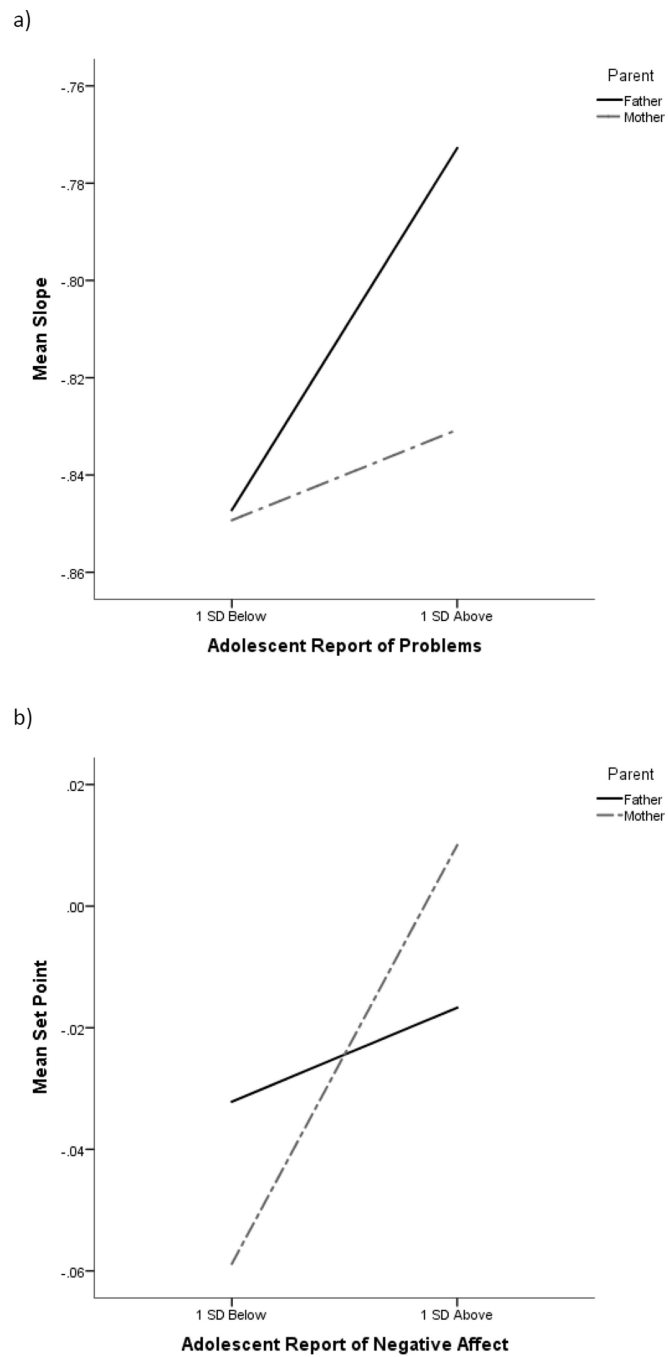 a)
Parent
Father
Mother
-.76
-.78
-.80
-.82
-.84
-.86
Mean Slope
1 SD Below
1 SD Above
Adolescent Report of Problems
b)
Parent
Father
Mother
.02
.00
-.02
-.04
-.06
Mean Set Point
1 SD Below
1 SD Above
Adolescent Report of Negative Affect